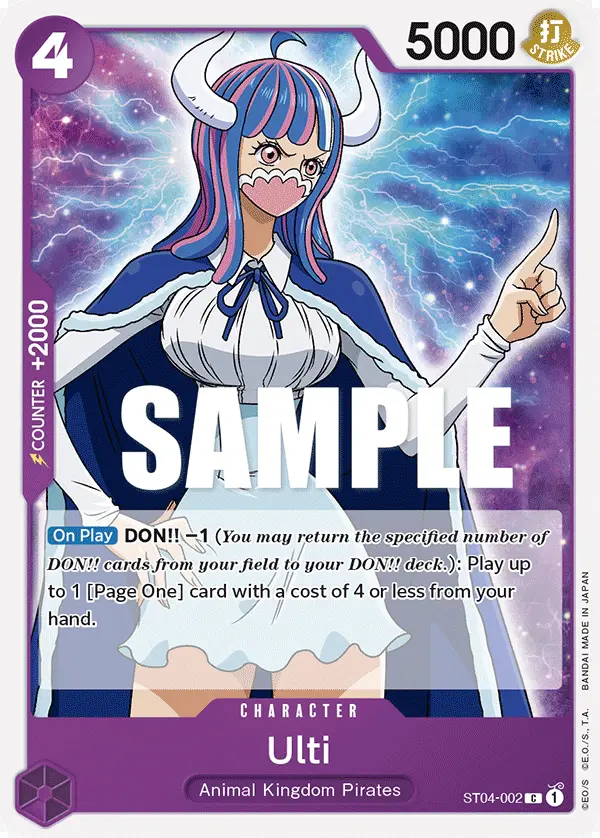 4
5000
打
STRIKE
COUNTER +2000
SAMPLE
On Play DON!! −1 (You may return the specified number of
DON!! cards from your field to your DON!! deck.): Play up
to 1 [Page One] card with a cost of 4 or less from your
hand.
CHARACTER
Ulti
Animal Kingdom Pirates
ST04-002 C 1
©EO/S ©E.O./S., T.A. BANDAI MADE IN JAPAN